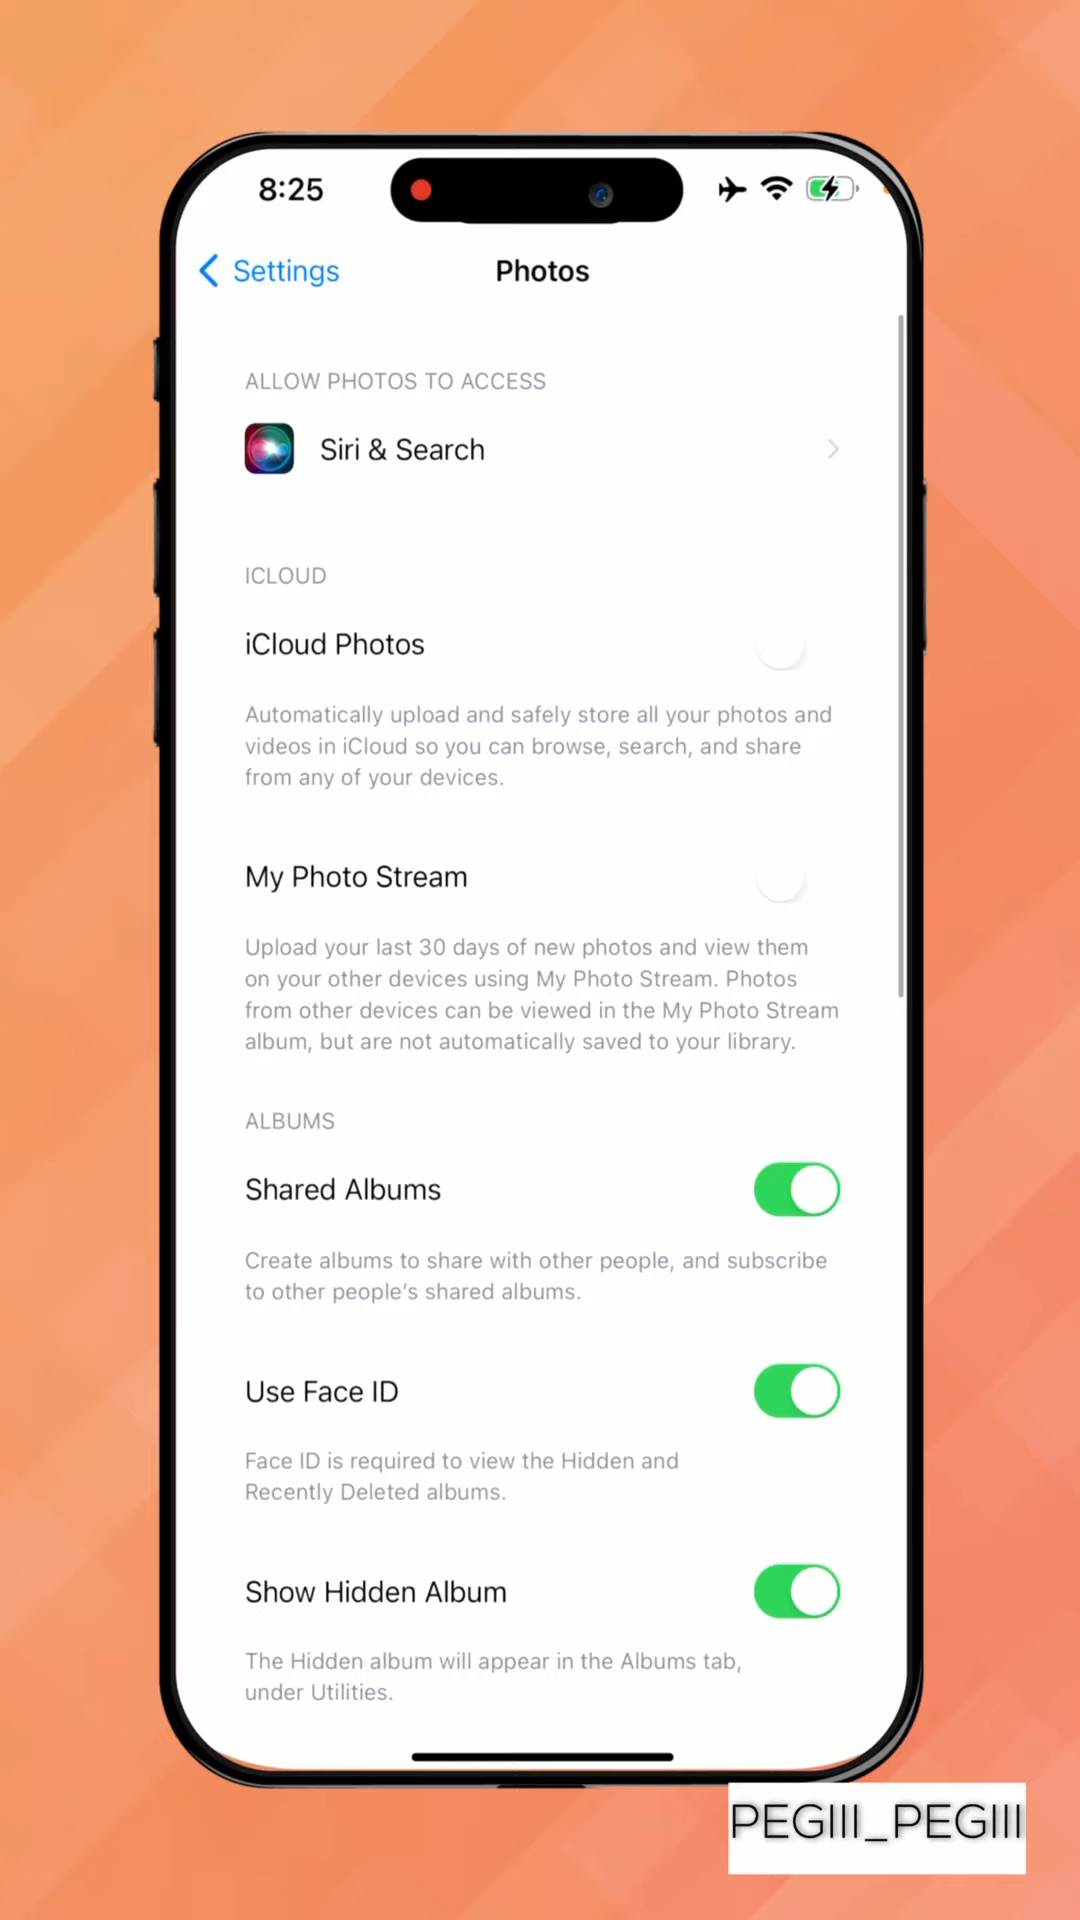 8:25
Settings
Photos
ALLOW PHOTOS TO ACCESS
Siri & Search
ICLOUD
iCloud Photos
Automatically upload and safely store all your photos and
videos in iCloud so you can browse, search, and share
from any of your devices.
My Photo Stream
Upload your last 30 days of new photos and view them
on your other devices using My Photo Stream. Photos
from other devices can be viewed in the My Photo Stream
album, but are not automatically saved to your library.
ALBUMS
Shared Albums
Create albums to share with other people, and subscribe
to other people’s shared albums.
Use Face ID
Face ID is required to view the Hidden and
Recently Deleted albums.
Show Hidden Album
The Hidden album will appear in the Albums tab,
under Utilities.
PEGIII_PEGIII